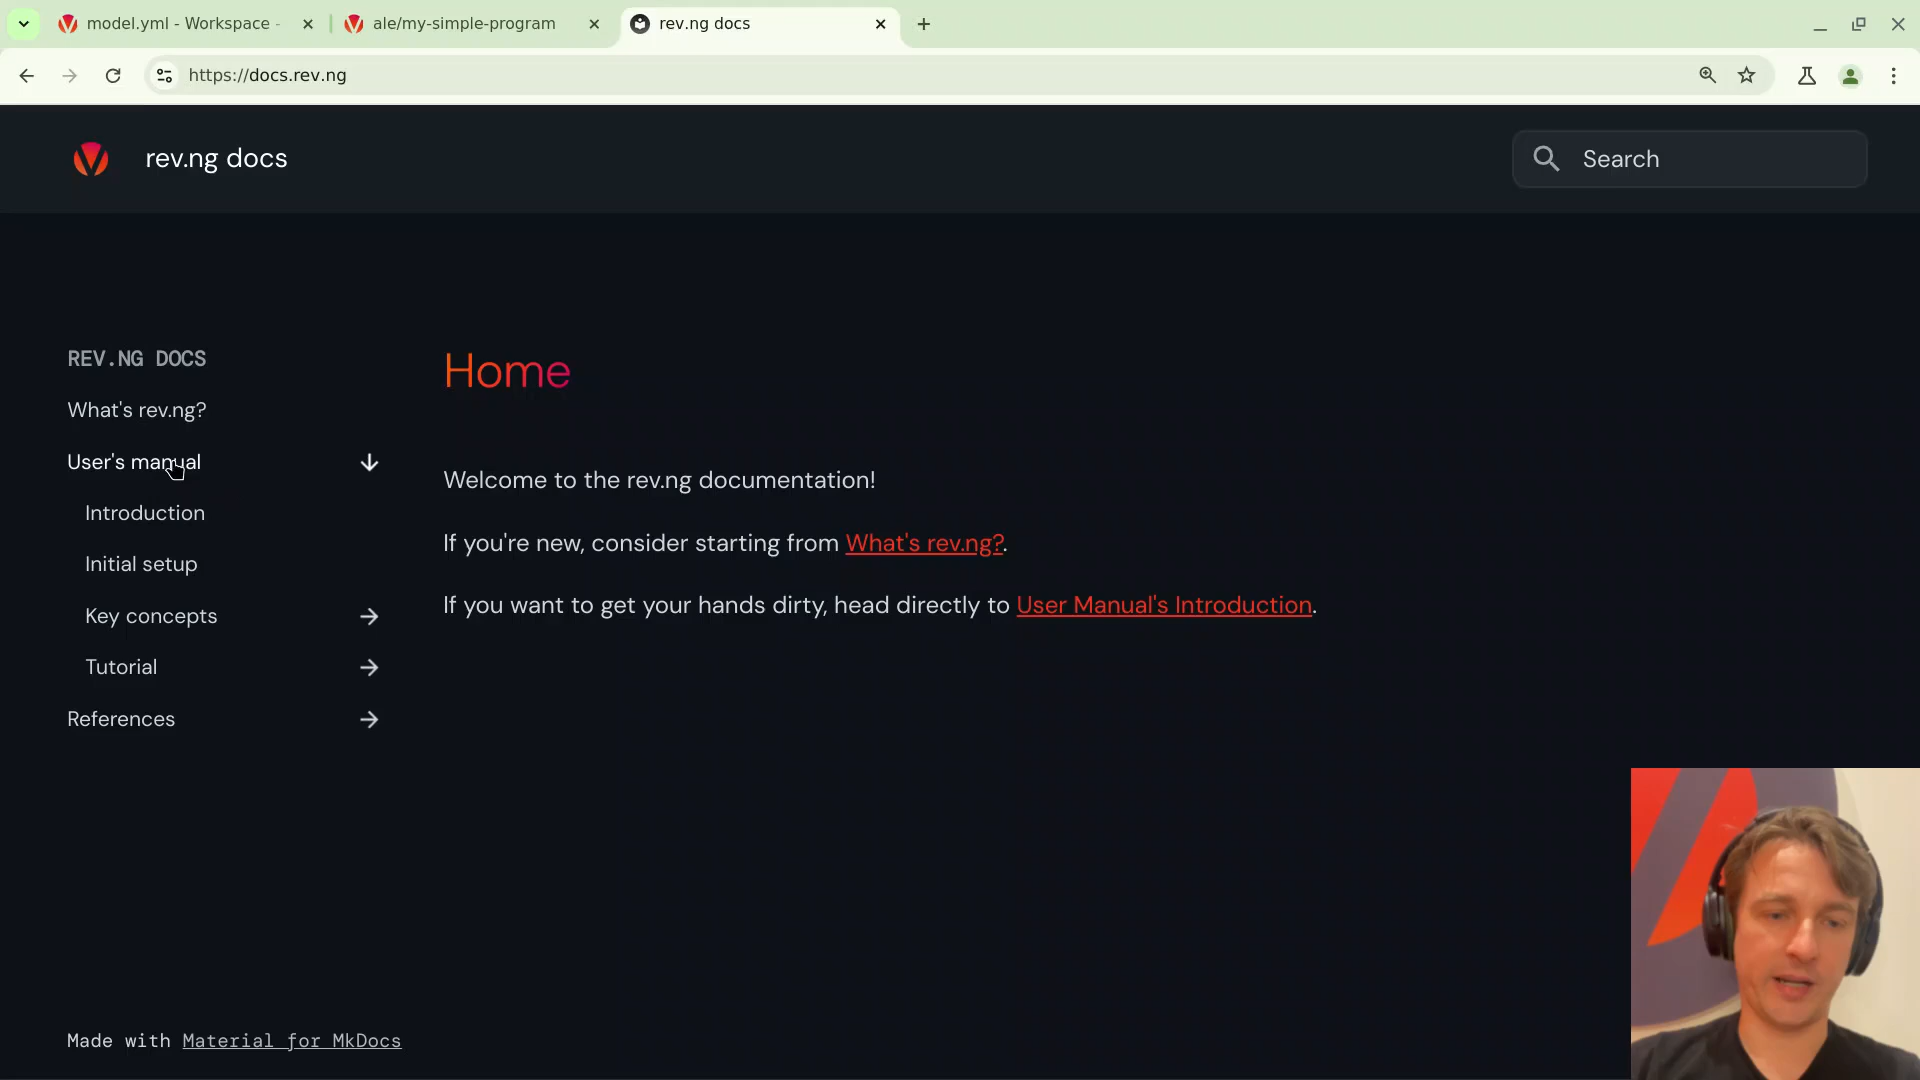 model.yml - Workspace -
ale/my-simple-program
rev.ng docs
https://docs.rev.ng
rev.ng docs
Search
REV.NG DOCS
What's rev.ng?
User's manual
Introduction
Initial setup
Key concepts
Tutorial
References
Home
Welcome to the rev.ng documentation!
If you're new, consider starting from What's rev.ng?.
If you want to get your hands dirty, head directly to User Manual's Introduction.
Made with Material for MkDocs